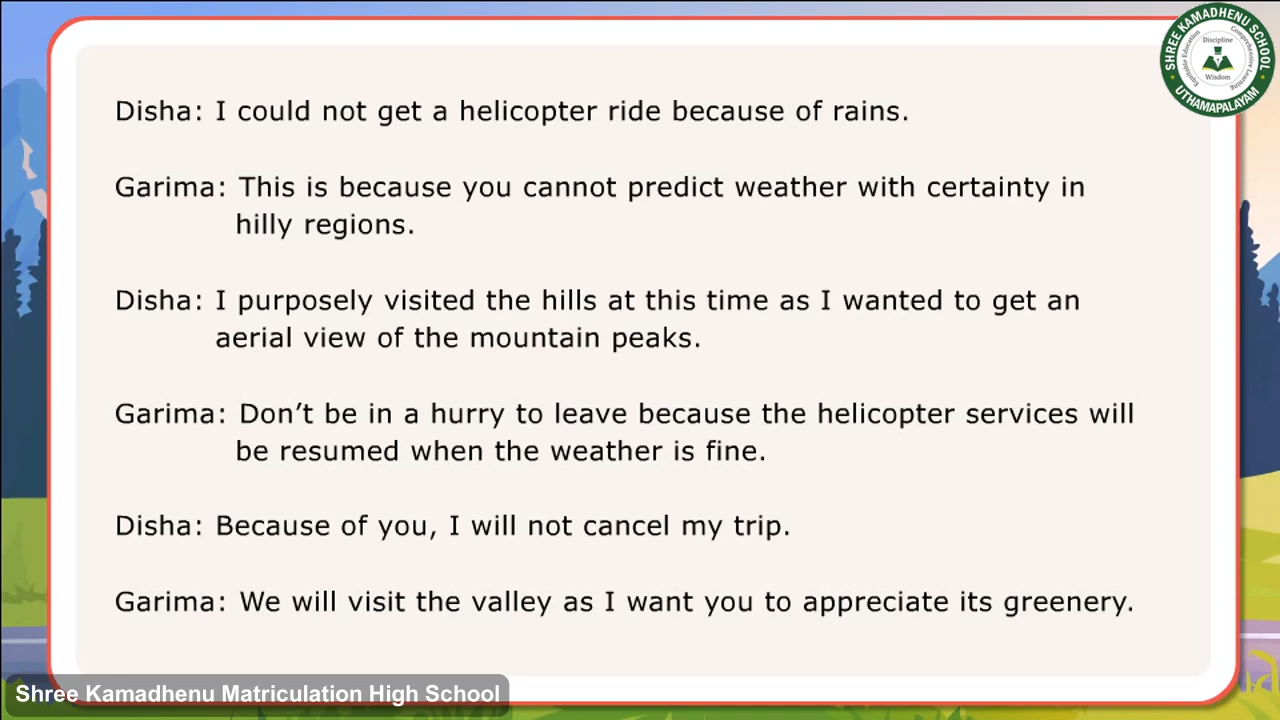 Disha: I could not get a helicopter ride because of rains.
Garima: This is because you cannot predict weather with certainty in
hilly regions.
Disha: I purposely visited the hills at this time as I wanted to get an
aerial view of the mountain peaks.
Garima: Don’t be in a hurry to leave because the helicopter services will
be resumed when the weather is fine.
Disha: Because of you, I will not cancel my trip.
Garima: We will visit the valley as I want you to appreciate its greenery.
Shree Kamadhenu Matriculation High School
SHREE KAMADHENU SCHOOL
UTHAMAPALAYAM
Discipline
Comprehensive Learning
Wisdom
Equitable Education